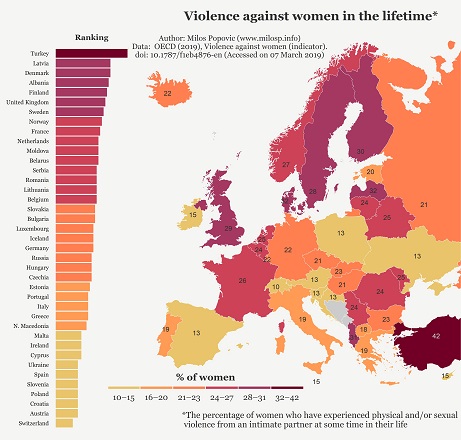 Violence against women in the lifetime*
Ranking
Author: Milos Popovic (www.milosp.info)
Data: OECD (2019), Violence against women (indicator).
doi: 10.1787/f1eb4876-en (Accessed on 07 March 2019)
Turkey
Latvia
Denmark
Albania
Finland
United Kingdom
Sweden
Norway
France
Netherlands
Moldova
Belarus
Serbia
Romania
Lithuania
Belgium
Slovakia
Bulgaria
Luxembourg
Iceland
Germany
Russia
Hungary
Czechia
Estonia
Portugal
Italy
Greece
N. Macedonia
Malta
Ireland
Cyprus
Ukraine
Spain
Slovenia
Poland
Croatia
Austria
Switzerland
22
30
27
28
20
32
24
21
15
29
25
13
22
24
22
13
21
23
26
10
13
21
13
24
24
19
19
13
18
23
42
19
15
15
% of women
10–15
16–20
21–23
24–27
28–31
32–42
*The percentage of women who have experienced physical and/or sexual
violence from an intimate partner at some time in their life